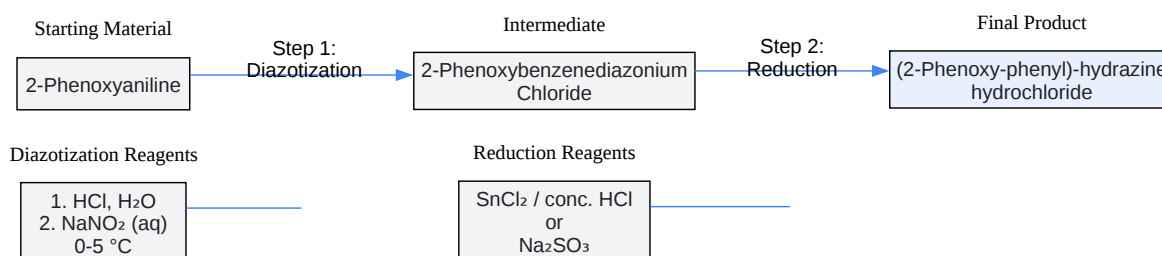 Starting Material
Intermediate
Final Product
Step 1:
Diazotization
Step 2:
Reduction
2-Phenoxyaniline
2-Phenoxybenzenediazonium
Chloride
(2-Phenoxy-phenyl)-hydrazine
hydrochloride
Diazotization Reagents
Reduction Reagents
1. HCl, H₂O
2. NaNO₂ (aq)
0-5 °C
SnCl₂ / conc. HCl
or
Na₂SO₃